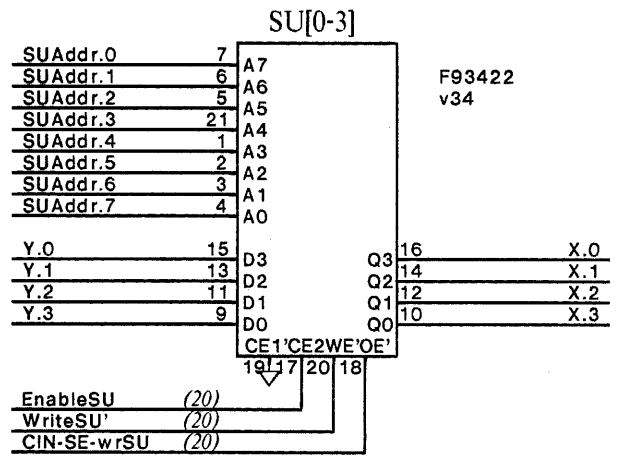 SU[0-3]
SUAddr.0 7 A7
SUAddr.1 6 A6
SUAddr.2 5 A5
SUAddr.3 21 A4
SUAddr.4 1 A3
SUAddr.5 2 A2
SUAddr.6 3 A1
SUAddr.7 4 A0
F93422
v34
Y.0 15 D3 Q3 16 X.0
Y.1 13 D2 Q2 14 X.1
Y.2 11 D1 Q1 12 X.2
Y.3 9 D0 Q0 10 X.3
CE1'CE2WE'OE'
19 17 20 18
EnableSU (20)
WriteSU' (20)
CIN-SE-wrSU (20)